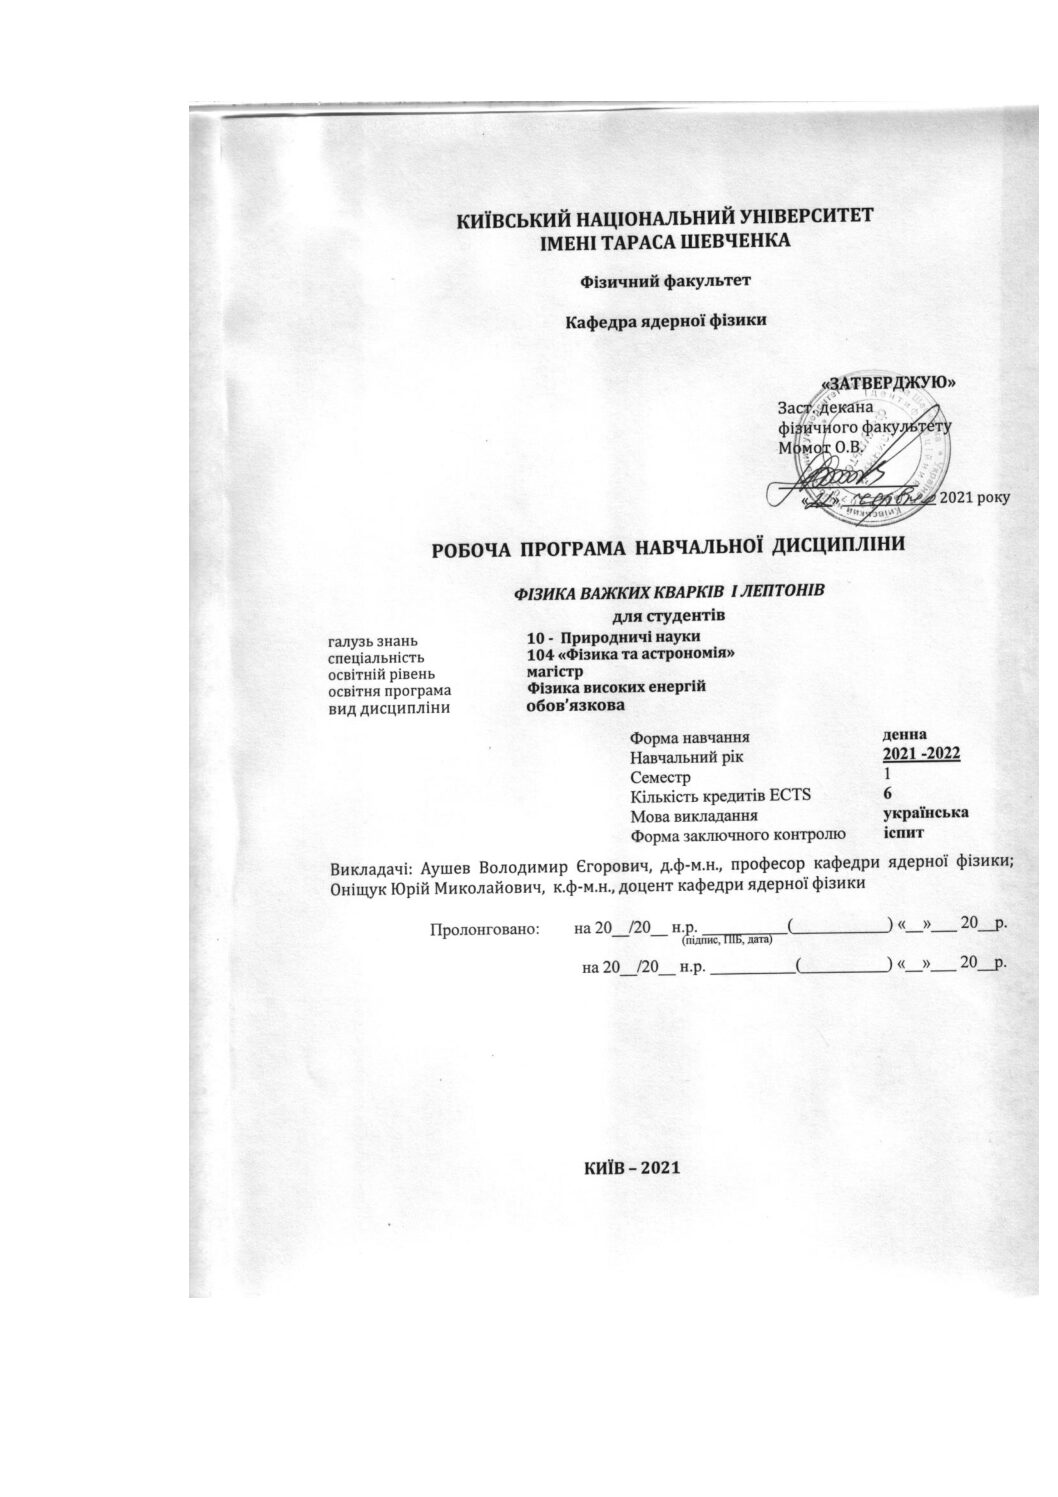 КИЇВСЬКИЙ НАЦІОНАЛЬНИЙ УНІВЕРСИТЕТ
ІМЕНІ ТАРАСА ШЕВЧЕНКА
Фізичний факультет
Кафедра ядерної фізики
«ЗАТВЕРДЖУЮ»
Заст. декана
фізичного факультету
Момот О.В.
червня 2021 року
РОБОЧА ПРОГРАМА НАВЧАЛЬНОЇ ДИСЦИПЛІНИ
ФІЗИКА ВАЖКИХ КВАРКІВ І ЛЕПТОНІВ
для студентів
галузь знань 10 - Природничі науки
спеціальність 104 «Фізика та астрономія»
освітній рівень магістр
освітня програма Фізика високих енергій
вид дисципліни обов'язкова
Форма навчання денна
Навчальний рік 2021 -2022
Семестр 1
Кількість кредитів ECTS 6
Мова викладання українська
Форма заключного контролю іспит
Викладачі: Аушев Володимир Єгорович, д.ф-м.н., професор кафедри ядерної фізики;
Оніщук Юрій Миколайович, к.ф-м.н., доцент кафедри ядерної фізики
Пролонговано: на 20__/20__ н.р. __________(__________) «__»___ 20__р.
(підпис, ПІБ, дата)
на 20__/20__ н.р. __________(__________) «__»___ 20__р.
КИЇВ – 2021